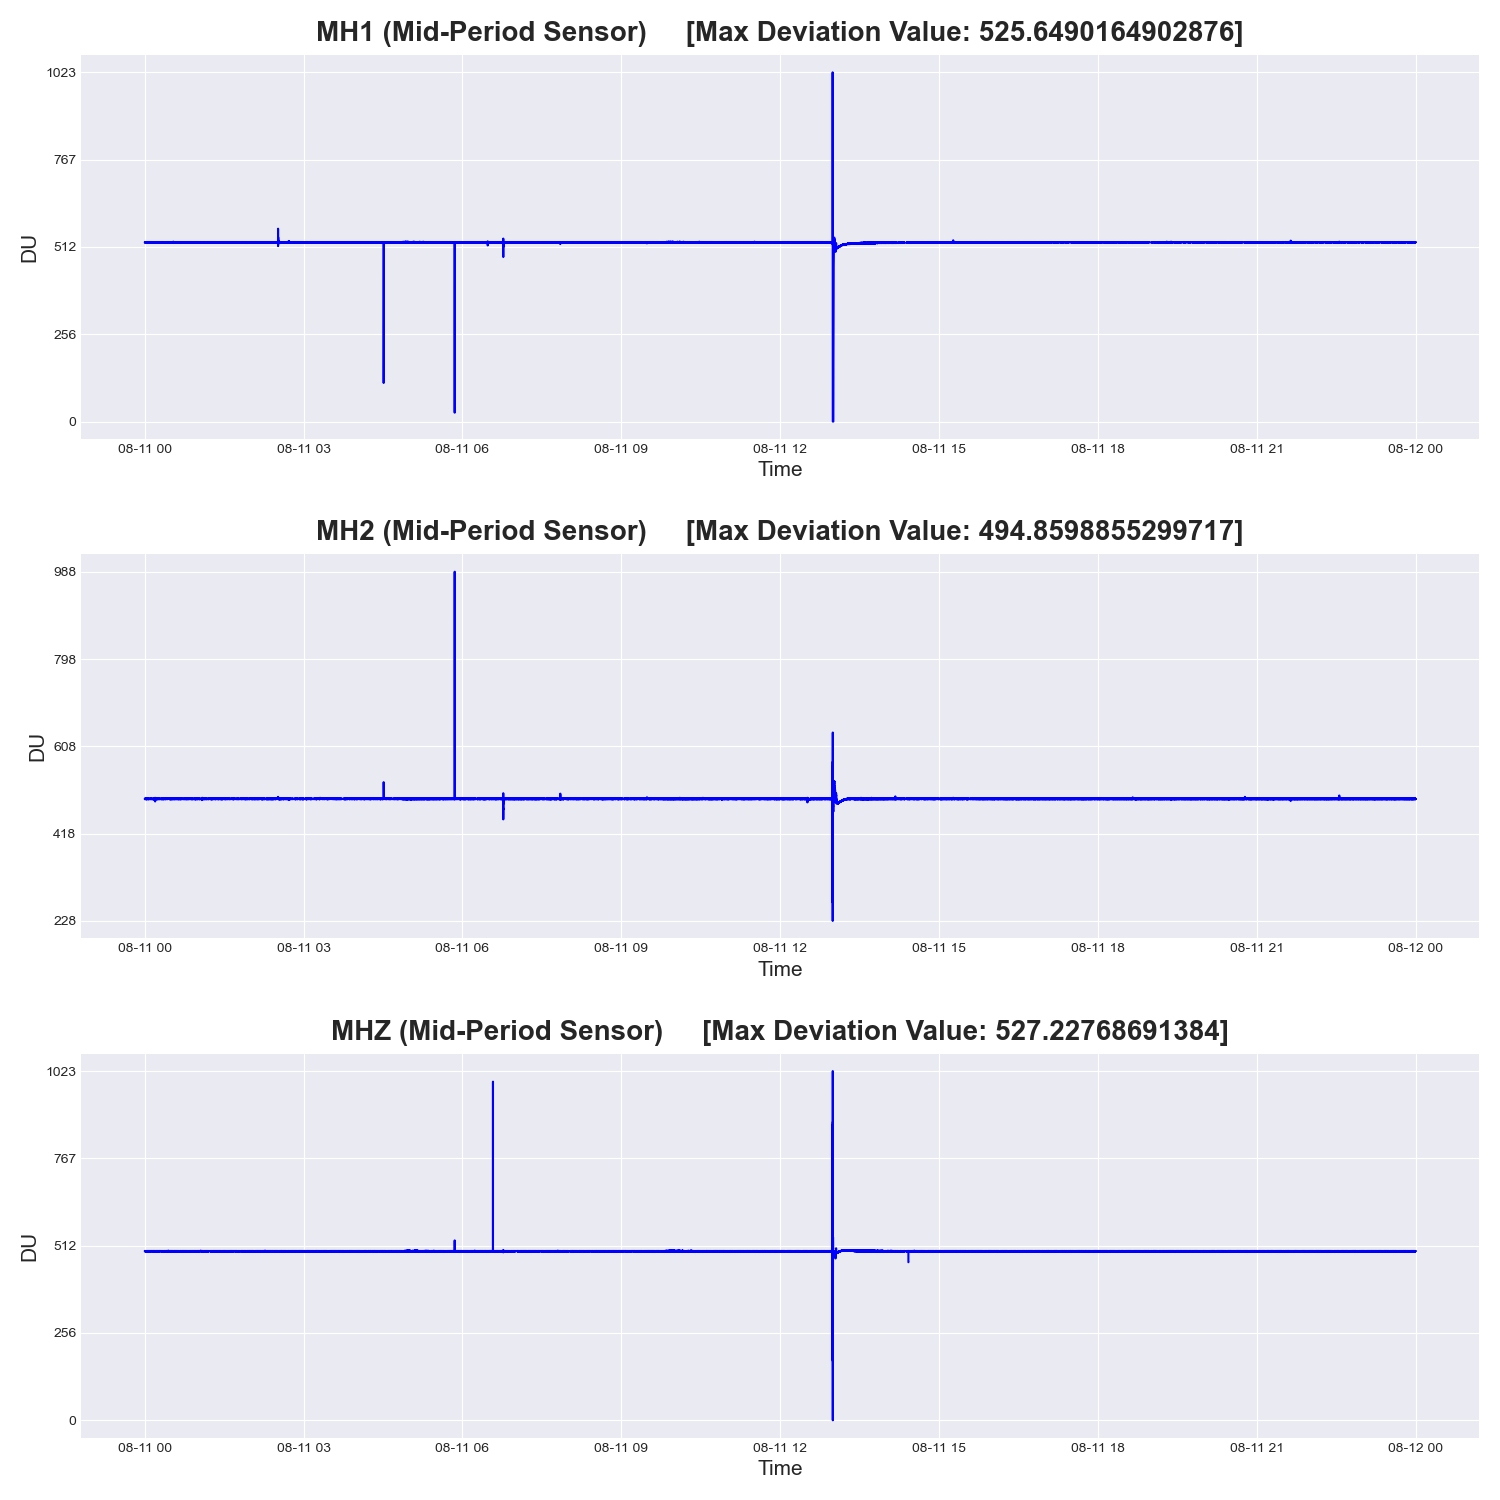 MH1 (Mid-Period Sensor) [Max Deviation Value: 525.6490164902876]
1023
767
512
256
0
DU
08-11 00 08-11 03 08-11 06 08-11 09 08-11 12 08-11 15 08-11 18 08-11 21 08-12 00
Time
MH2 (Mid-Period Sensor) [Max Deviation Value: 494.8598855299717]
988
798
608
418
228
DU
08-11 00 08-11 03 08-11 06 08-11 09 08-11 12 08-11 15 08-11 18 08-11 21 08-12 00
Time
MHZ (Mid-Period Sensor) [Max Deviation Value: 527.22768691384]
1023
767
512
256
0
DU
08-11 00 08-11 03 08-11 06 08-11 09 08-11 12 08-11 15 08-11 18 08-11 21 08-12 00
Time